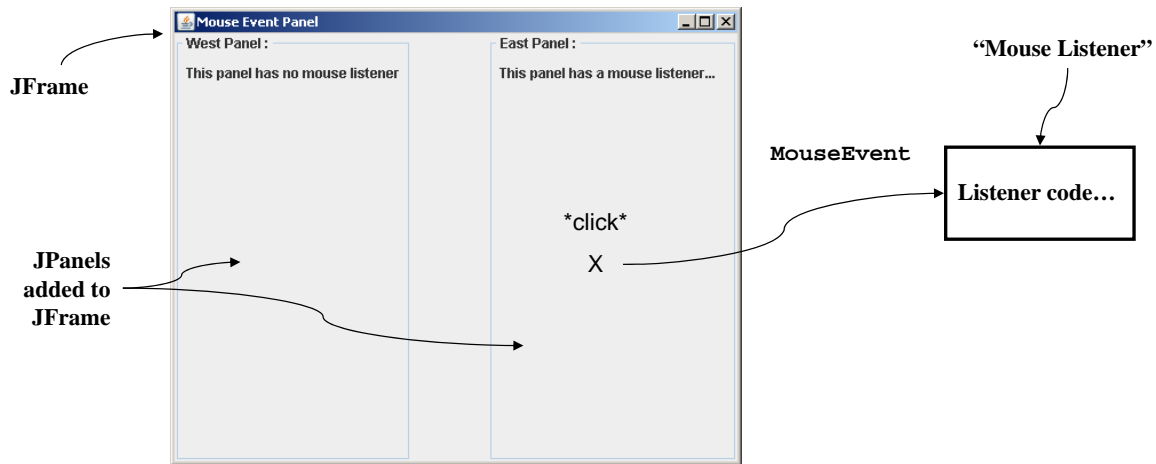 Mouse Event Panel
West Panel :
East Panel :
This panel has no mouse listener
This panel has a mouse listener...
JFrame
“Mouse Listener”
MouseEvent
Listener code…
*click*
X
JPanels
added to
JFrame